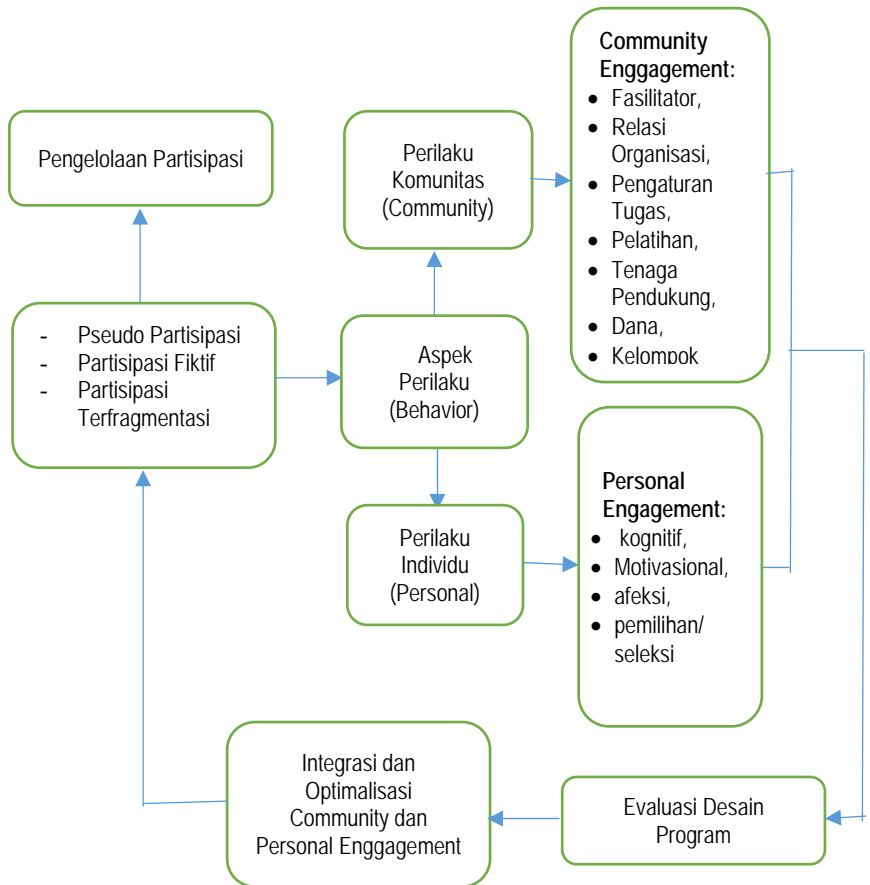 Pengelolaan Partisipasi
- Pseudo Partisipasi
- Partisipasi Fiktif
- Partisipasi
Terfragmentasi
Perilaku
Komunitas
(Community)
Aspek
Perilaku
(Behavior)
Perilaku
Individu
(Personal)
Community
Enggagement:
• Fasilitator,
• Relasi
Organisasi,
• Pengaturan
Tugas,
• Pelatihan,
• Tenaga
Pendukung,
• Dana,
• Kelompok
Personal
Engagement:
• kognitif,
• Motivasional,
• afeksi,
• pemilihan/
seleksi
Evaluasi Desain
Program
Integrasi dan
Optimalisasi
Community dan
Personal Enggagement